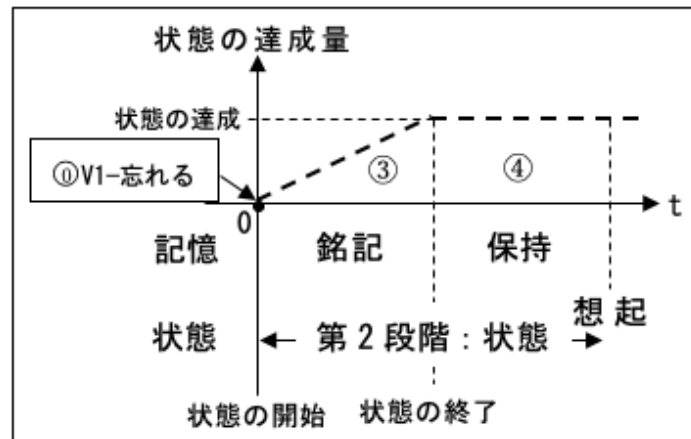 状態の達成量
状態の達成
⓪V1-忘れる
③ ④
0
t
記憶 銘記 保持
想起
状態 第2段階：状態
状態の開始 状態の終了